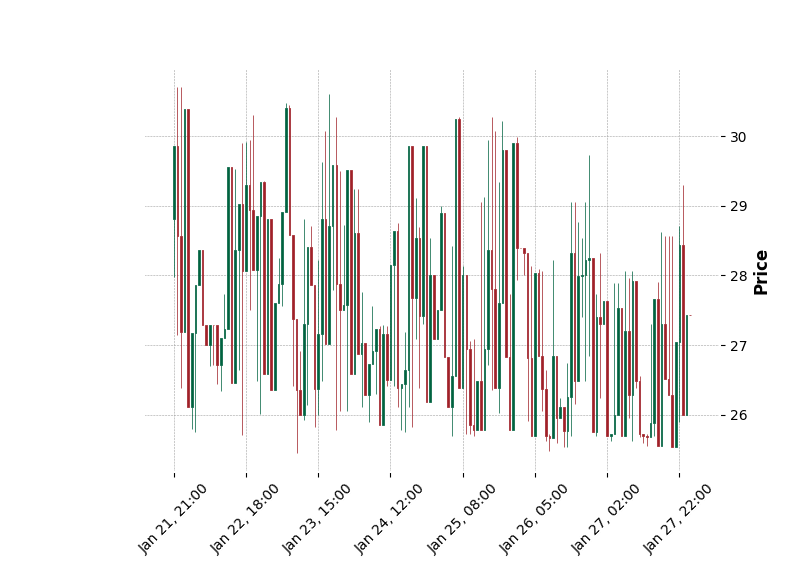 30
29
28
27
26
Price
Jan 21, 21:00
Jan 22, 18:00
Jan 23, 15:00
Jan 24, 12:00
Jan 25, 08:00
Jan 26, 05:00
Jan 27, 02:00
Jan 27, 22:00